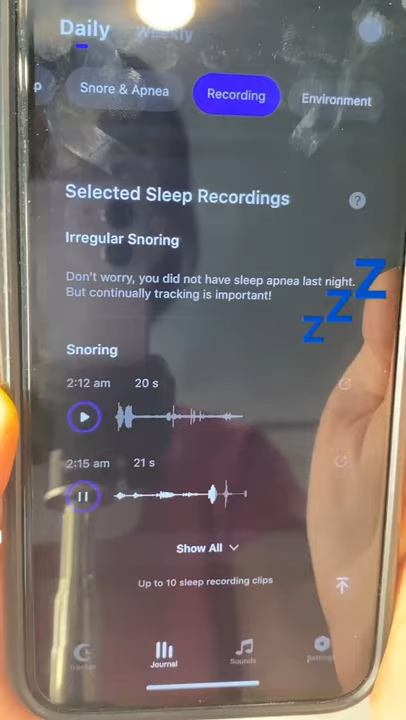 Daily Weekly
p Snore & Apnea Recording Environment
Selected Sleep Recordings ?
Irregular Snoring
Don't worry, you did not have sleep apnea last night.
But continually tracking is important!
z z z
Snoring
2:12 am 20 s
2:15 am 21 s
Show All
Up to 10 sleep recording clips
Tracker Journal Sounds Settings